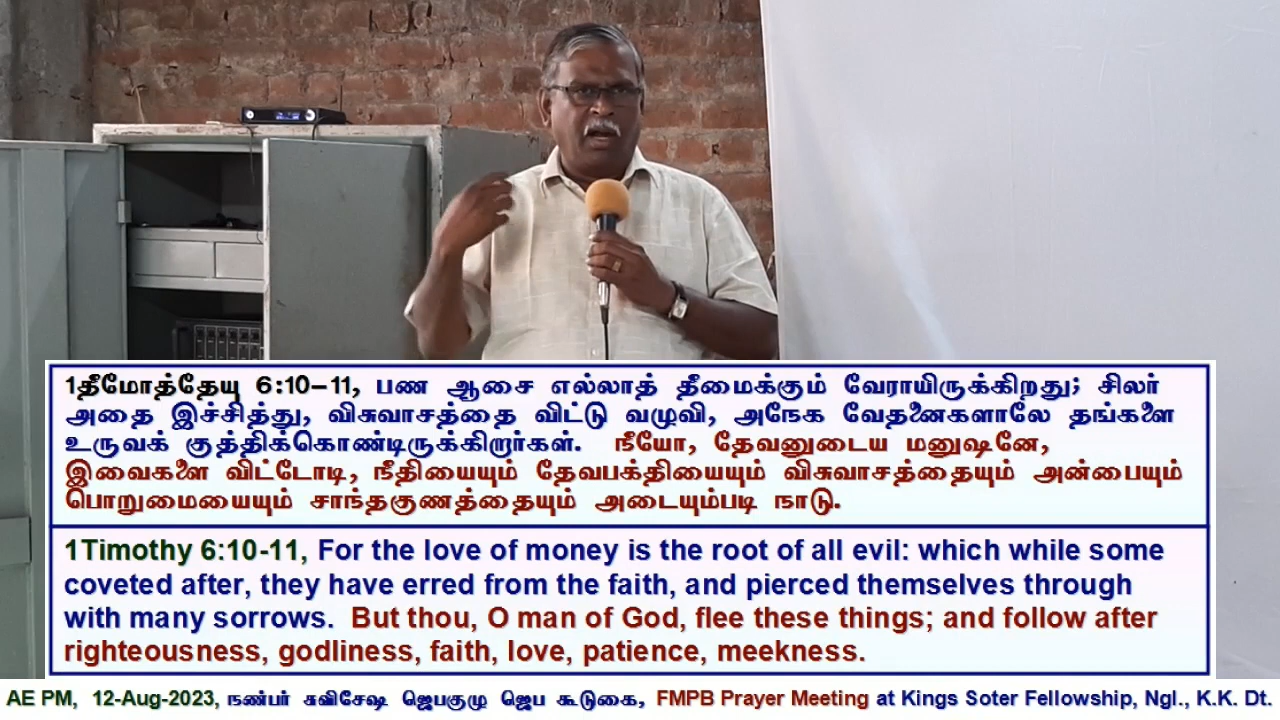 1தீமோத்தேயு 6:10–11, பண ஆசை எல்லாத் தீமைக்கும் வேராயிருக்கிறது; சிலர்
அதை இச்சித்து, விசுவாசத்தை விட்டு வழுவி, அநேக வேதனைகளாலே தங்களை
உருவக் குத்திக்கொண்டிருக்கிறார்கள். நீயோ, தேவனுடைய மனுஷனே,
இவைகளை விட்டோடி, நீதியையும் தேவபக்தியையும் விசுவாசத்தையும் அன்பையும்
பொறுமையையும் சாந்தகுணத்தையும் அடையும்படி நாடு.
1Timothy 6:10-11, For the love of money is the root of all evil: which while some
coveted after, they have erred from the faith, and pierced themselves through
with many sorrows. But thou, O man of God, flee these things; and follow after
righteousness, godliness, faith, love, patience, meekness.
AE PM, 12-Aug-2023, நண்பர் சுவிசேஷ ஜெபகுழு ஜெப கூடுகை, FMPB Prayer Meeting at Kings Soter Fellowship, Ngl., K.K. Dt.